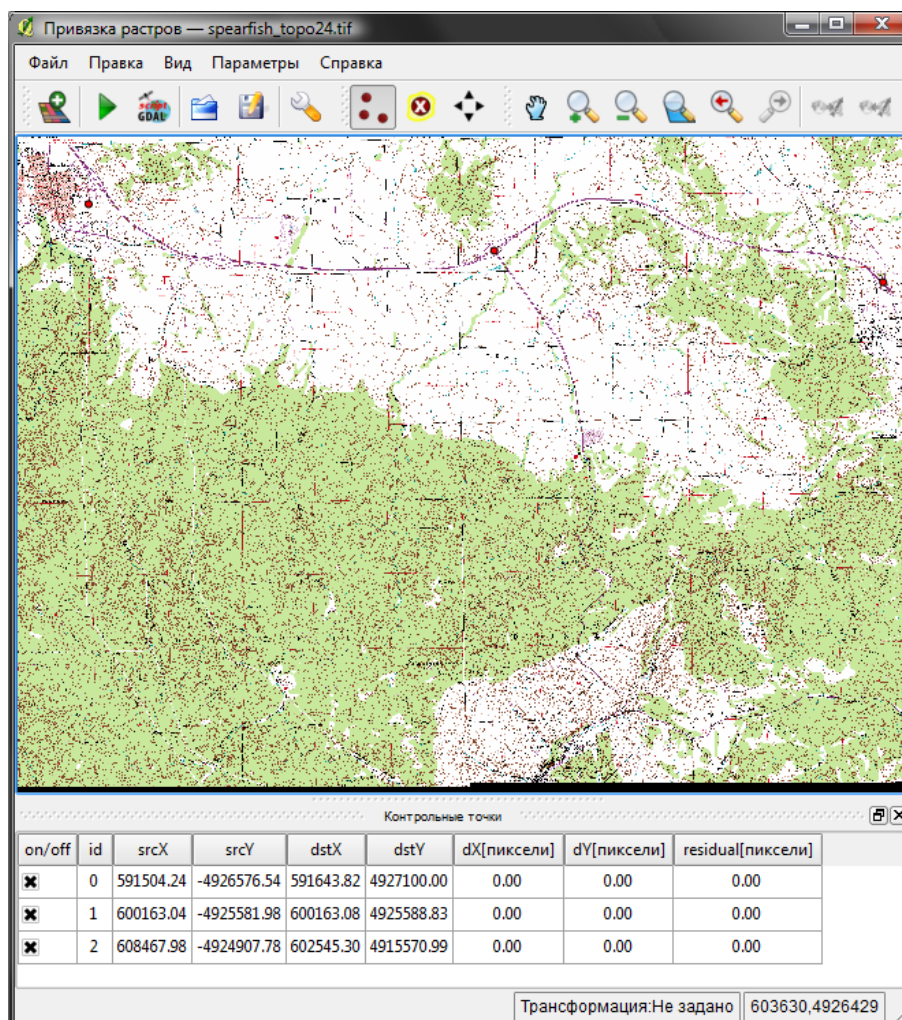 Привязка растров — spearfish_topo24.tif
Файл Правка Вид Параметры Справка
script
GDAL
Контрольные точки
on/off id srcX srcY dstX dstY dX[пиксели] dY[пиксели] residual[пиксели]
0 591504.24 -4926576.54 591643.82 4927100.00 0.00 0.00 0.00
1 600163.04 -4925581.98 600163.08 4925588.83 0.00 0.00 0.00
2 608467.98 -4924907.78 602545.30 4915570.99 0.00 0.00 0.00
Трансформация:Не задано 603630,4926429